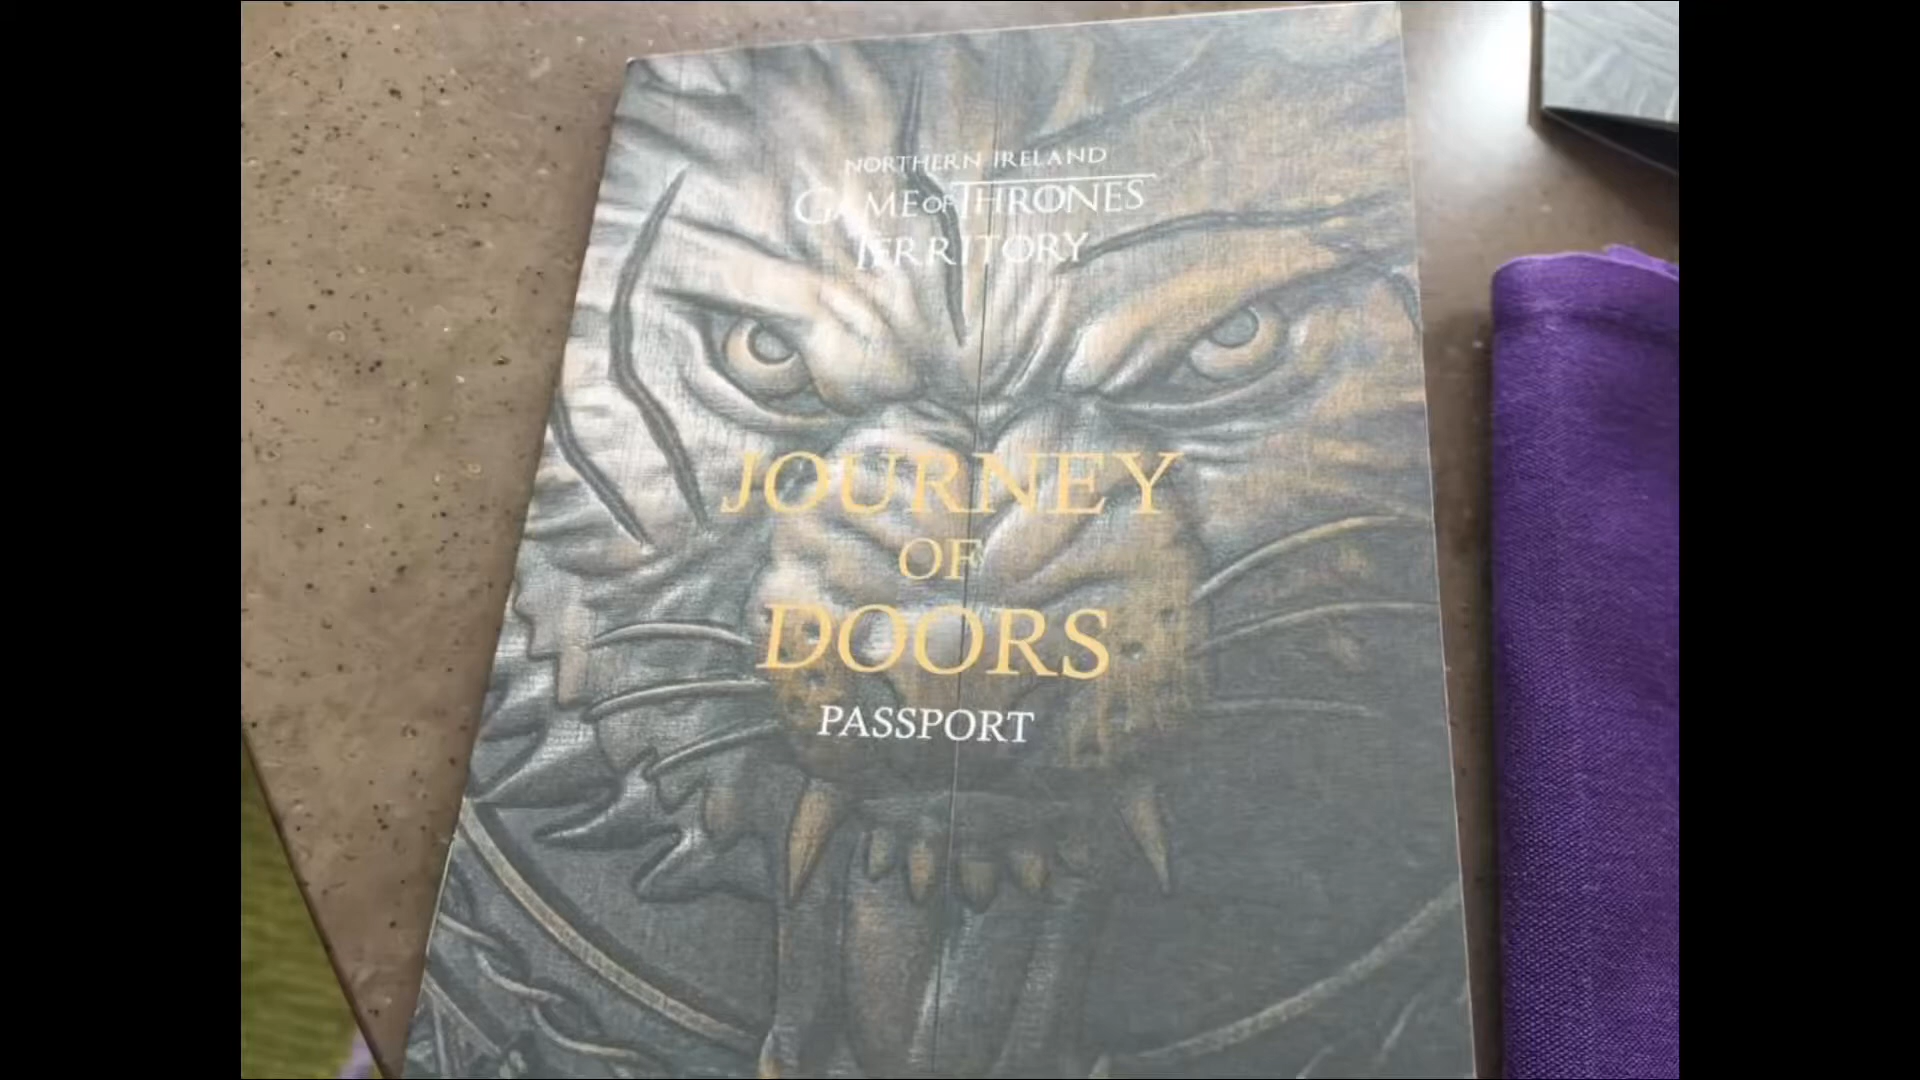 NORTHERN IRELAND
GAME OF THRONES
TERRITORY
JOURNEY
OF
DOORS
PASSPORT